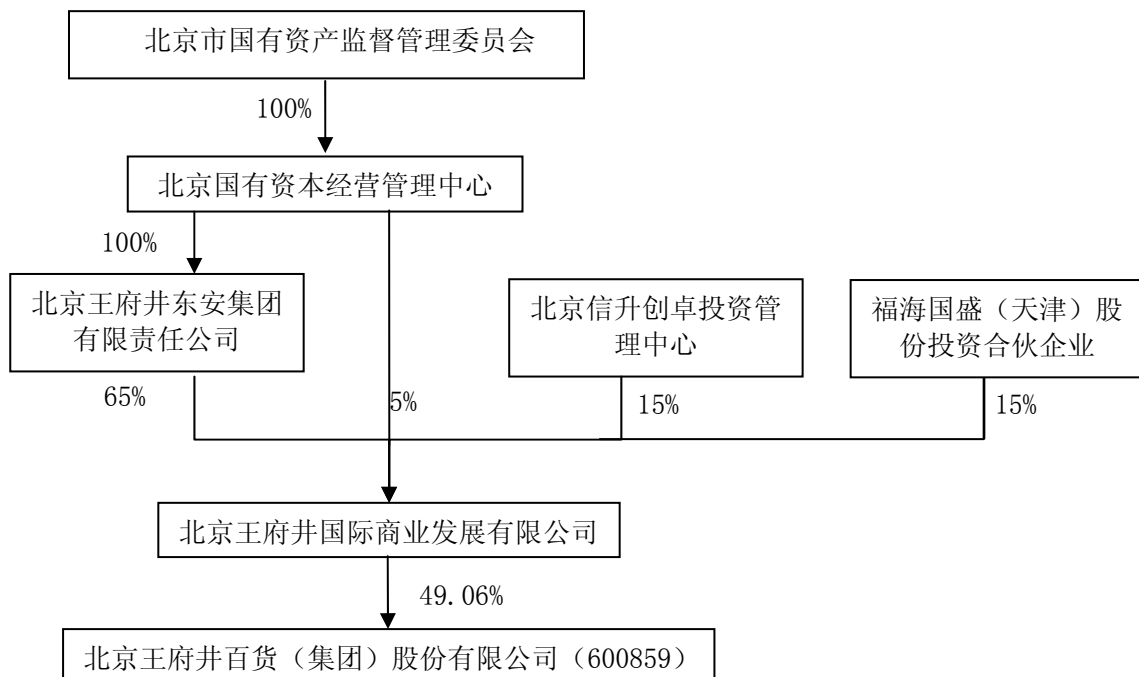 北京市国有资产监督管理委员会
100%
北京国有资本经营管理中心
100%
北京王府井东安集团
有限责任公司
北京信升创卓投资管
理中心
福海国盛（天津）股
份投资合伙企业
65%
5%
15%
15%
北京王府井国际商业发展有限公司
49.06%
北京王府井百货（集团）股份有限公司（600859）